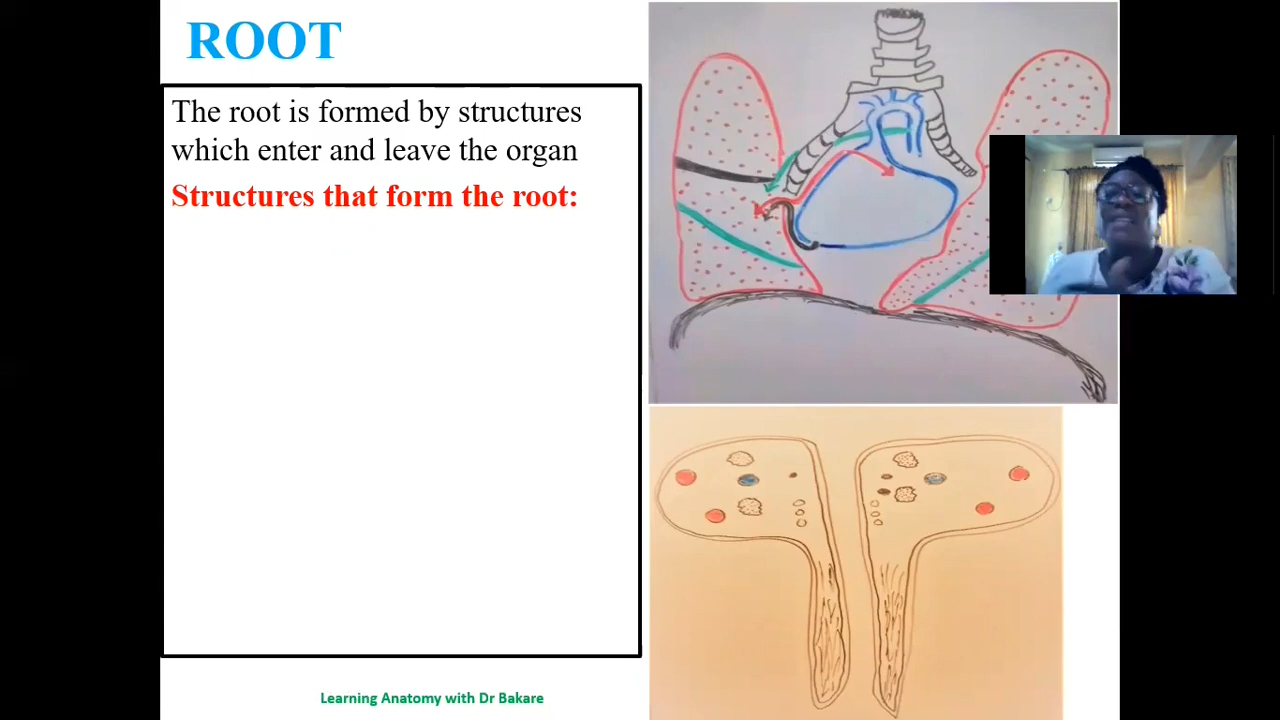 ROOT
The root is formed by structures
which enter and leave the organ
Structures that form the root:
Learning Anatomy with Dr Bakare